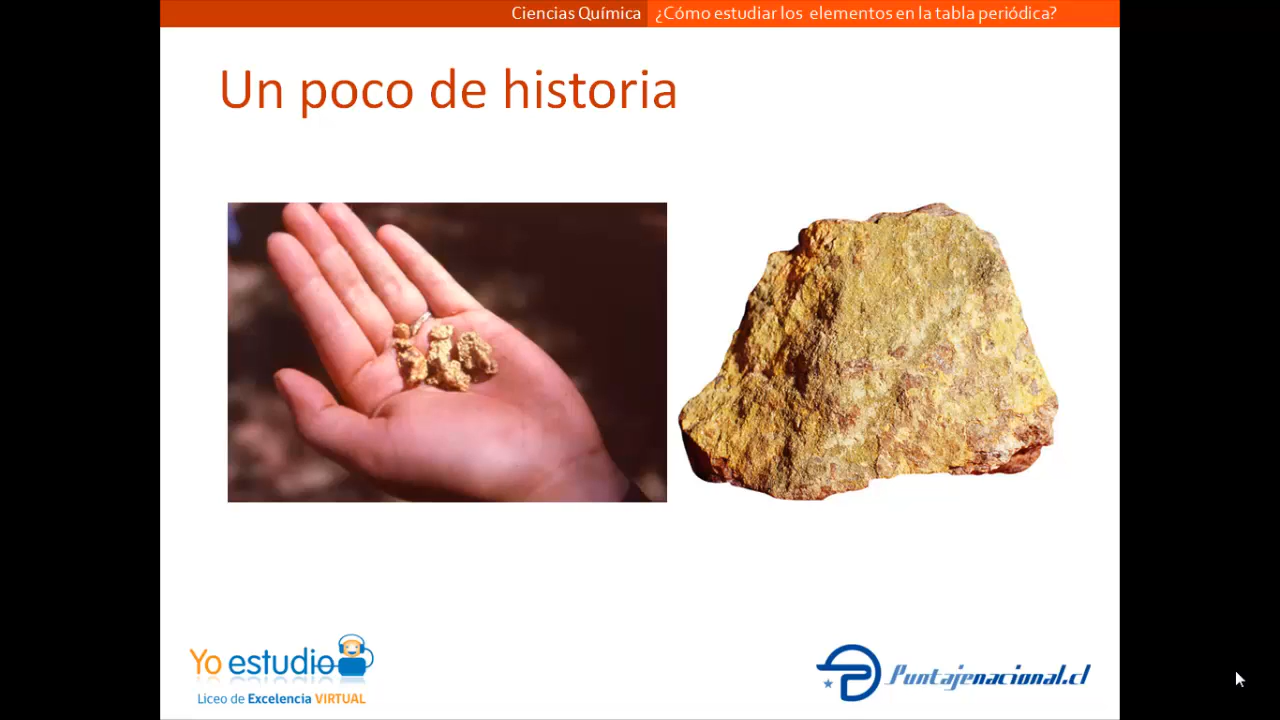 Ciencias Química ¿Cómo estudiar los elementos en la tabla periódica?
Un poco de historia
Yo estudio
Liceo de Excelencia VIRTUAL
Puntajenacional.cl